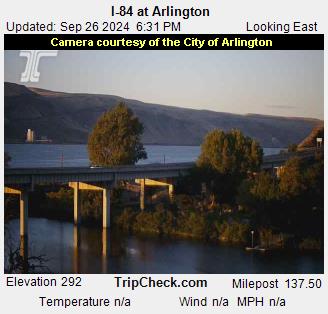 I-84 at Arlington
Updated: Sep 26 2024 6:31 PM Looking East
Camera courtesy of the City of Arlington
Elevation 292 TripCheck.com Milepost 137.50
Temperature n/a Wind n/a MPH n/a